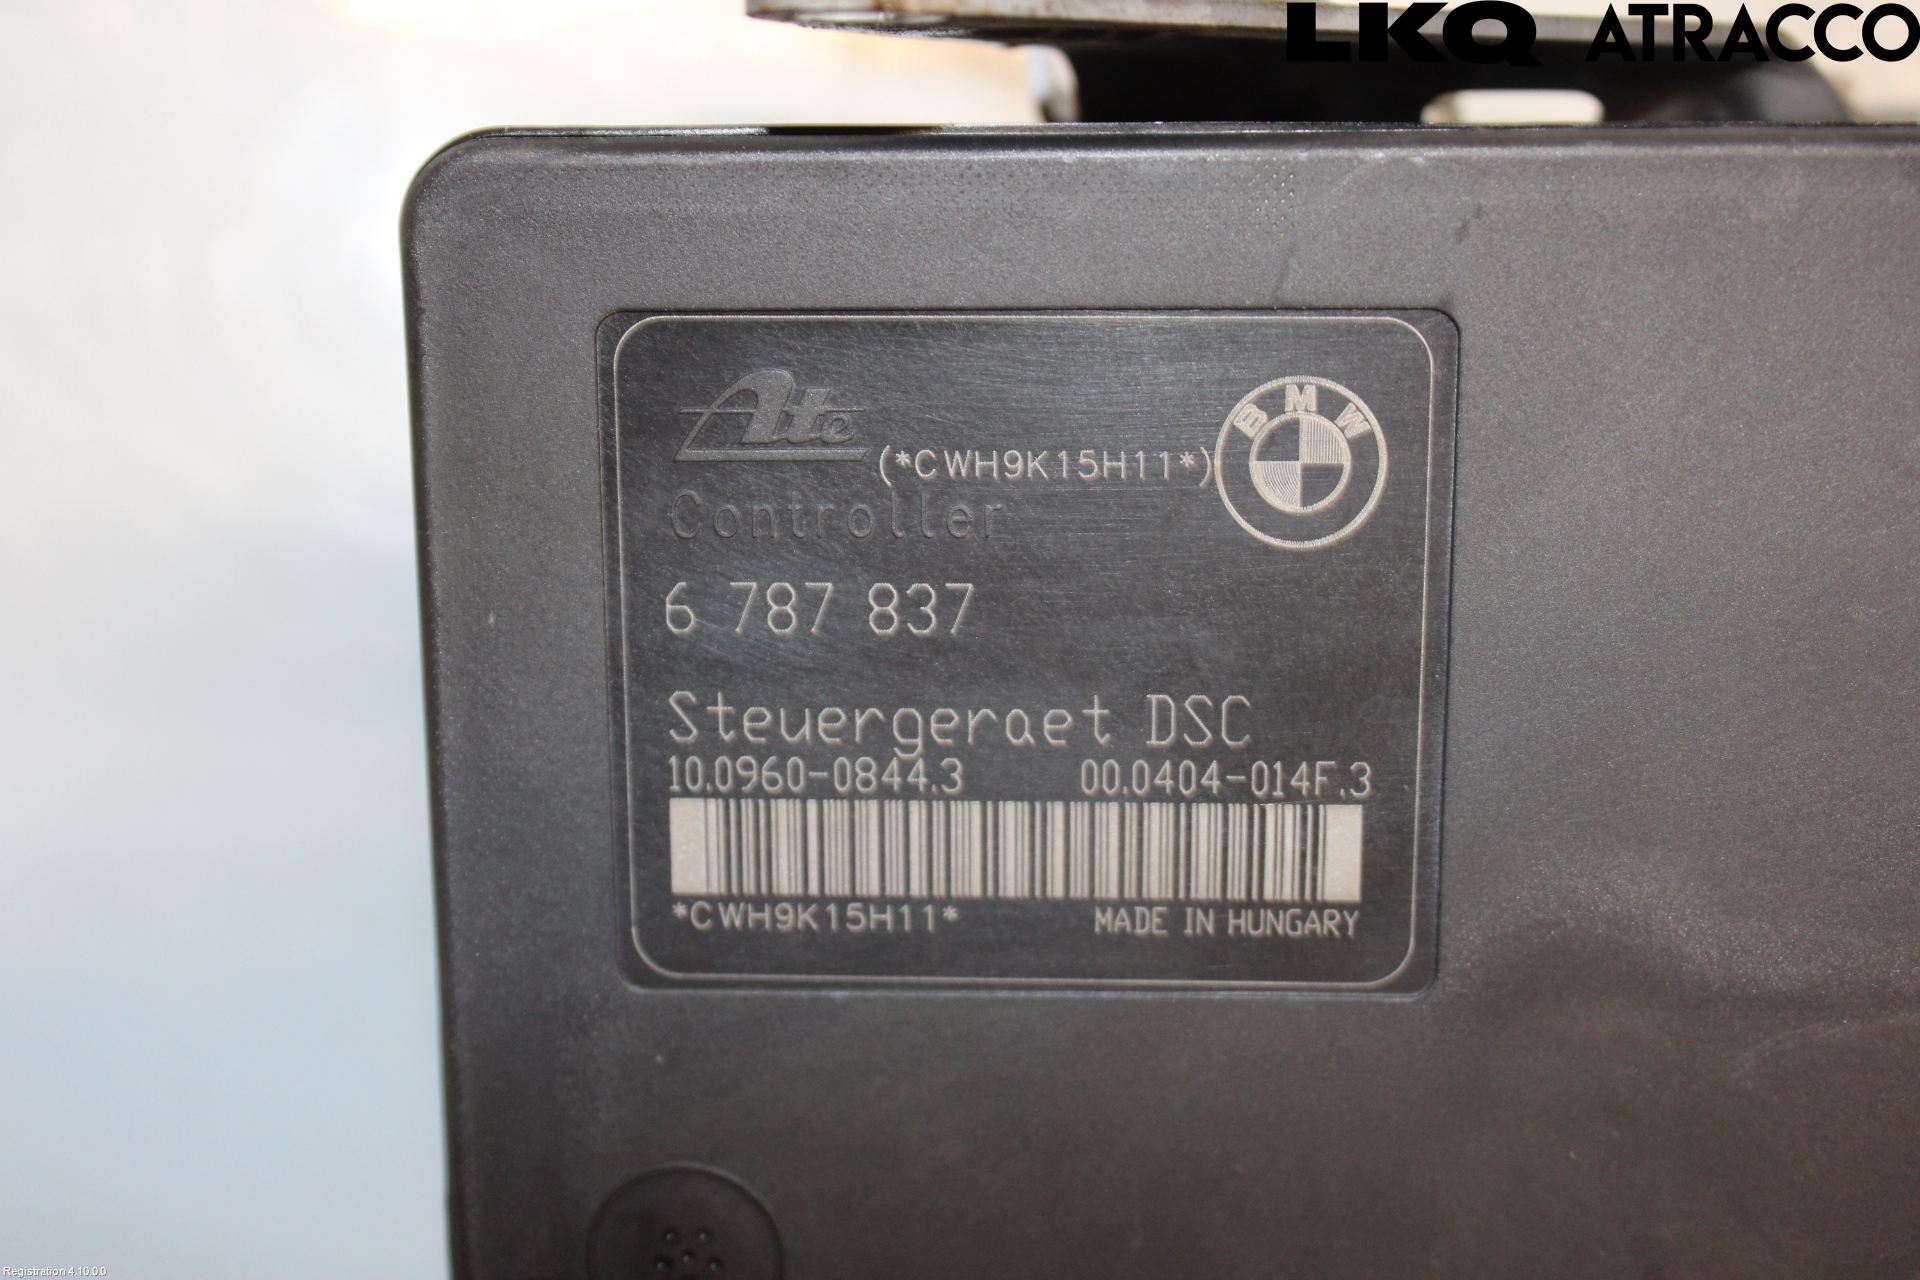 LKQ ATRACCO
Ate
(*CWH9K15H11*)
BMW
Controller
6 787 837
Steuergeraet DSC
10.0960-0844.3 00.0404-014F.3
*CWH9K15H11* MADE IN HUNGARY
Registration 4.10.0.0